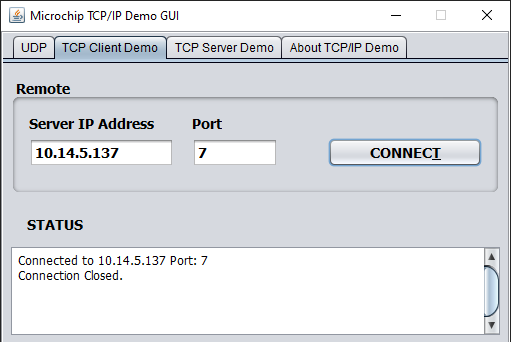 Microchip TCP/IP Demo GUI
UDP TCP Client Demo TCP Server Demo About TCP/IP Demo
Remote
Server IP Address Port
10.14.5.137 7 CONNECT
STATUS
Connected to 10.14.5.137 Port: 7
Connection Closed.